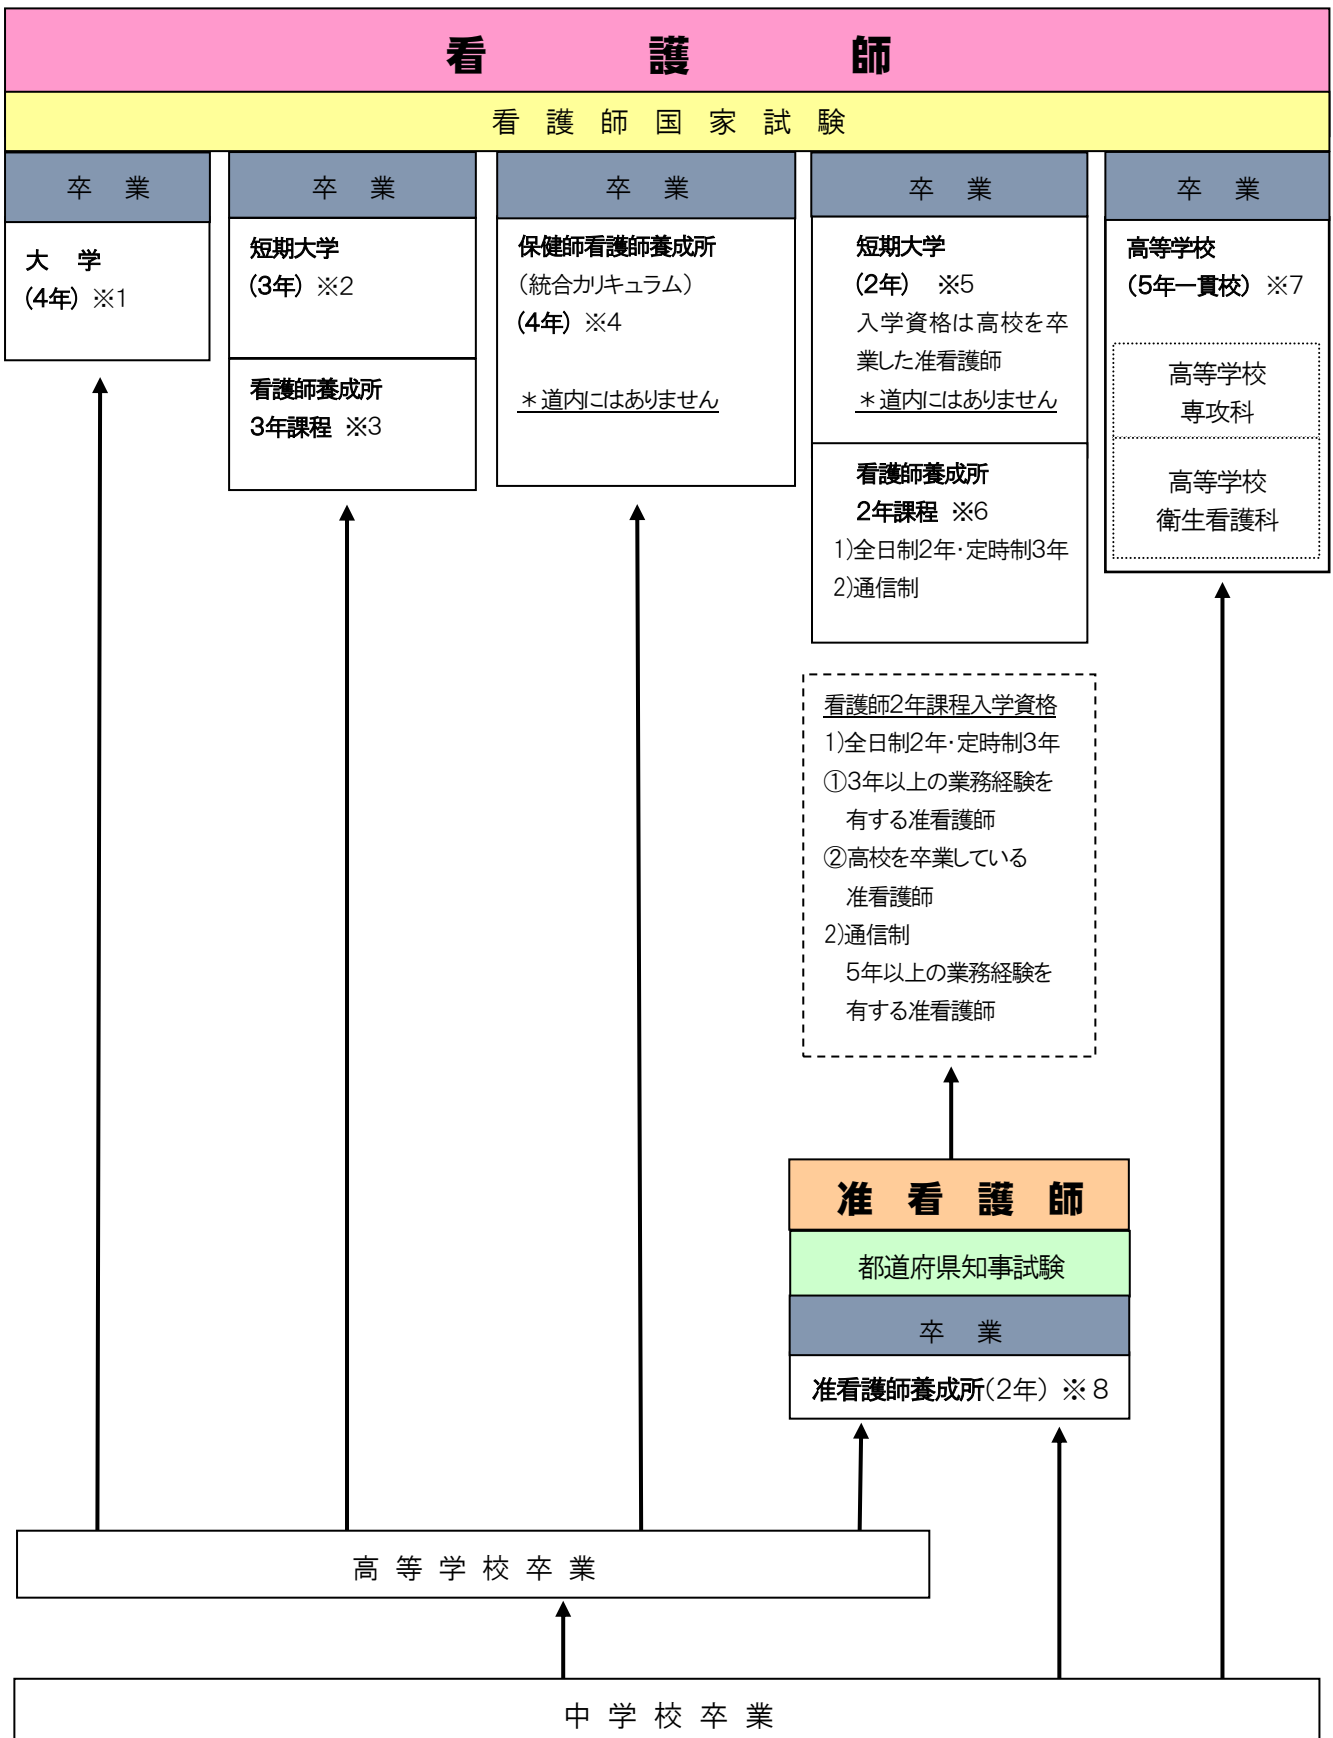 看護師
看護師国家試験
卒業
大学
(4年) ※1
卒業
短期大学
(3年) ※2
看護師養成所
3年課程 ※3
卒業
保健師看護師養成所
(統合カリキュラム)
(4年) ※4
＊道内にはありません
卒業
短期大学
(2年) ※5
入学資格は高校を卒
業した准看護師
＊道内にはありません
看護師養成所
2年課程 ※6
1)全日制2年・定時制3年
2)通信制
卒業
高等学校
(5年一貫校) ※7
高等学校
専攻科
高等学校
衛生看護科
看護師2年課程入学資格
1)全日制2年・定時制3年
①3年以上の業務経験を
有する准看護師
②高校を卒業している
准看護師
2)通信制
5年以上の業務経験を
有する准看護師
准看護師
都道府県知事試験
卒業
准看護師養成所(2年) ※8
高等学校卒業
中学校卒業